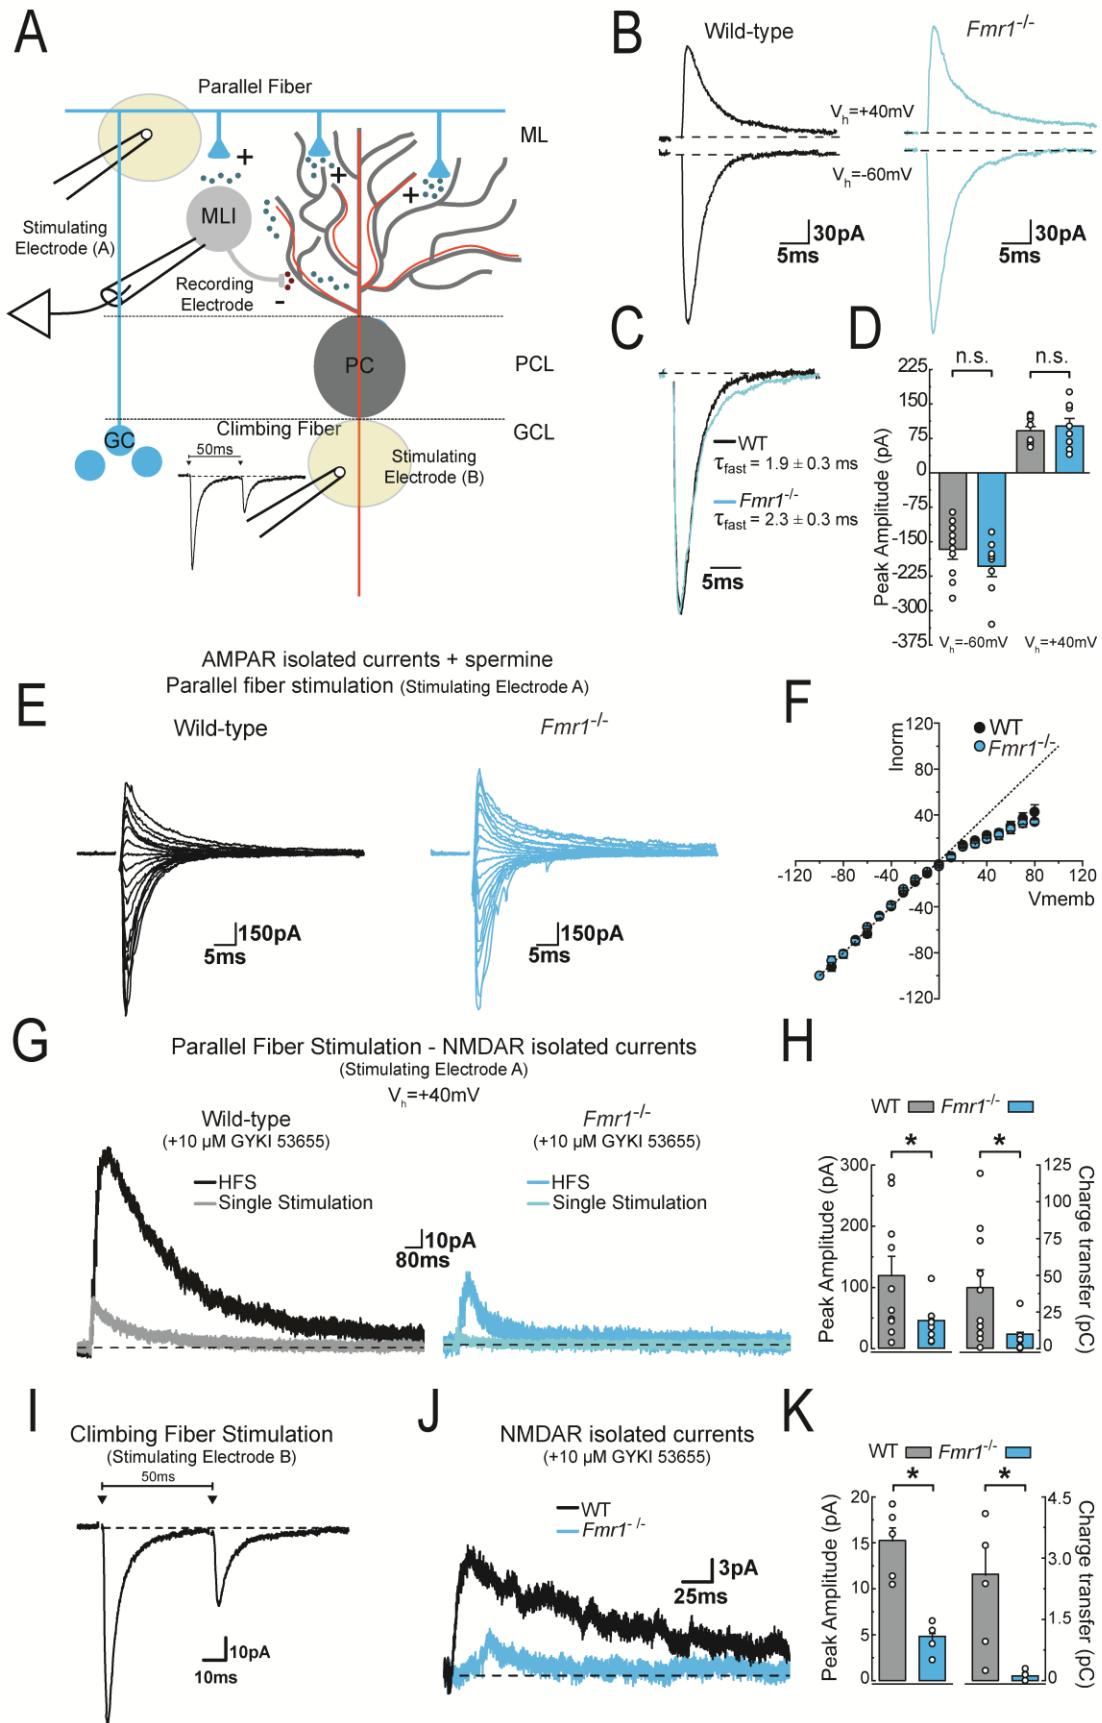 A
Parallel Fiber
ML
+
+
+
MLI
Stimulating
Electrode (A)
Recording
Electrode
-
PC
PCL
GC
Climbing Fiber
GCL
50ms
Stimulating
Electrode (B)
B
Wild-type
Fmr1-/-
Vh=+40mV
Vh=-60mV
30pA
5ms
30pA
5ms
C
WT
τfast = 1.9 ± 0.3 ms
Fmr1-/-
τfast = 2.3 ± 0.3 ms
5ms
D
n.s.
n.s.
225
150
75
0
-75
-150
-225
-300
-375
Peak Amplitude (pA)
Vh=-60mV
Vh=+40mV
AMPAR isolated currents + spermine
Parallel fiber stimulation (Stimulating Electrode A)
E
Wild-type
Fmr1-/-
150pA
5ms
150pA
5ms
F
Inorm
120
80
40
-40
-80
-120
WT
Fmr1-/-
-120
-80
-40
40
80
120
Vmemb
G
Parallel Fiber Stimulation - NMDAR isolated currents
(Stimulating Electrode A)
Vh=+40mV
Wild-type
(+10 µM GYKI 53655)
HFS
Single Stimulation
Fmr1-/-
(+10 µM GYKI 53655)
HFS
Single Stimulation
10pA
80ms
H
WT
Fmr1-/-
*
*
Peak Amplitude (pA)
300
200
100
0
125
100
75
50
25
0
Charge transfer (pC)
I
Climbing Fiber Stimulation
(Stimulating Electrode B)
50ms
10pA
10ms
J
NMDAR isolated currents
(+10 µM GYKI 53655)
WT
Fmr1-/-
3pA
25ms
K
WT
Fmr1-/-
*
*
Peak Amplitude (pA)
20
15
10
5
0
4.5
3.0
1.5
0
Charge transfer (pC)